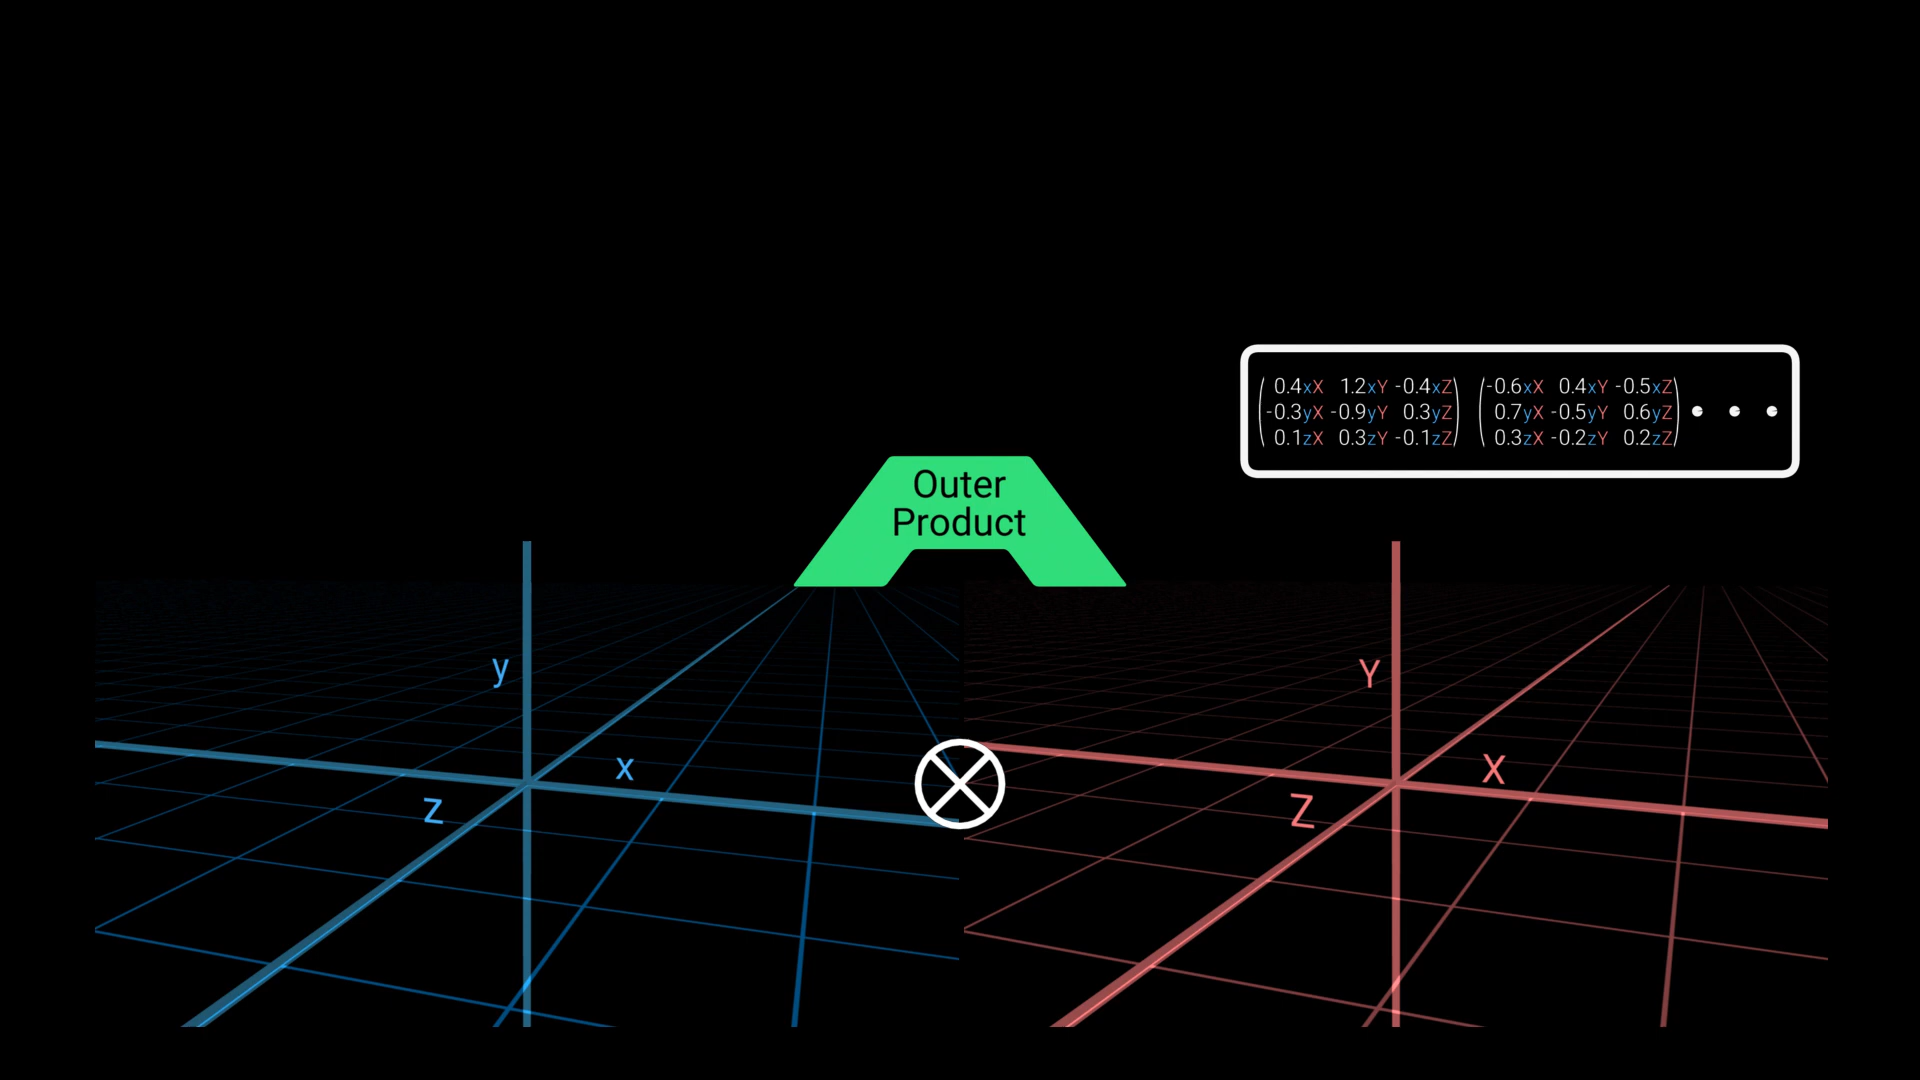 0.4xX 1.2xY -0.4xZ -0.6xX 0.4xY -0.5xZ
-0.3yX -0.9yY 0.3yZ 0.7yX -0.5yY 0.6yZ
0.1zX 0.3zY -0.1zZ 0.3zX -0.2zY 0.2zZ
Outer
Product
y
x
z
Y
X
Z